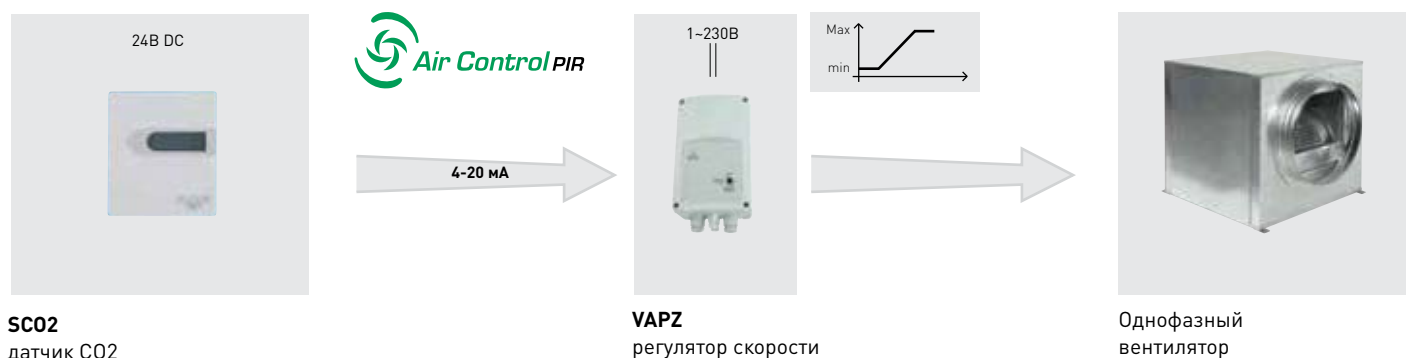 24В DC
Air Control PIR
1~230В
Max
min
4-20 мА
SCO2
датчик CO2
VAPZ
регулятор скорости
Однофазный
вентилятор